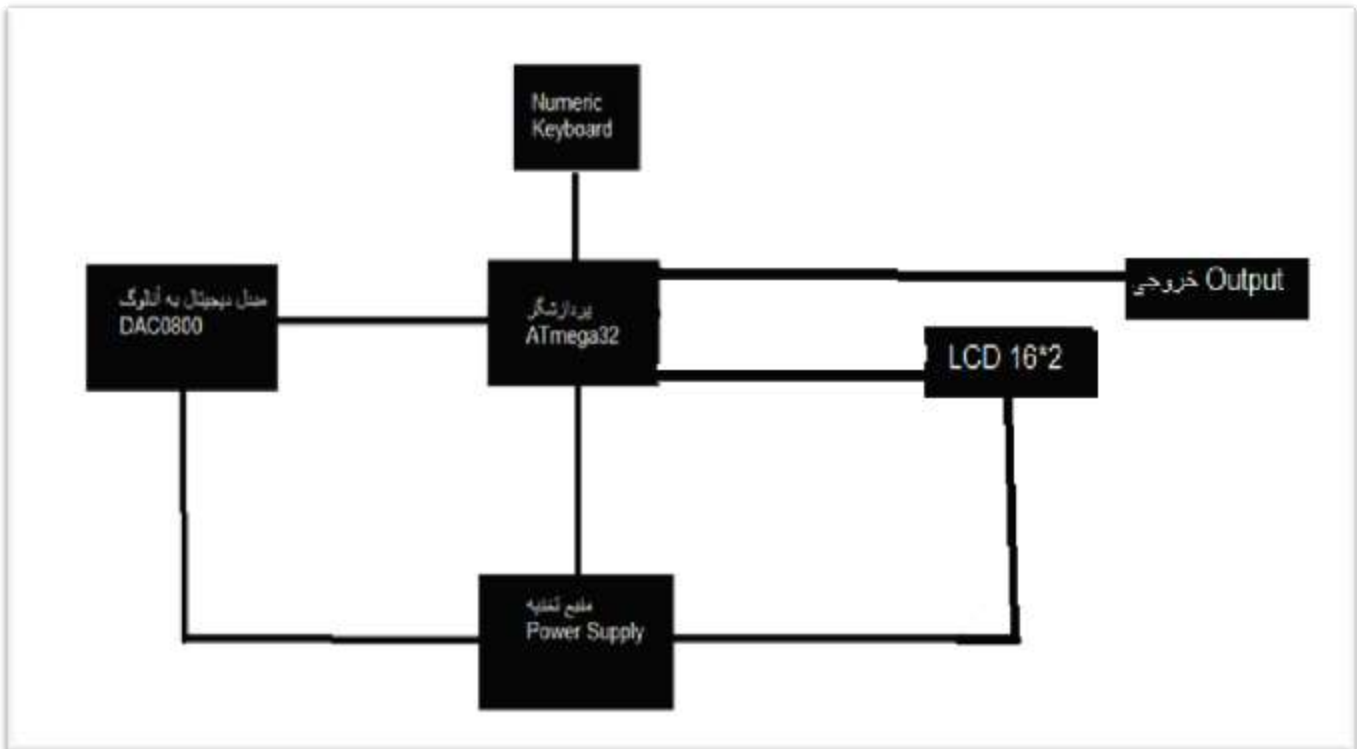 Numeric
Keyboard
مبدل دیجیتال به آنالوگ
DAC0800
پردازشگر
ATmega32
خروجی Output
LCD 16*2
منبع تغذیه
Power Supply